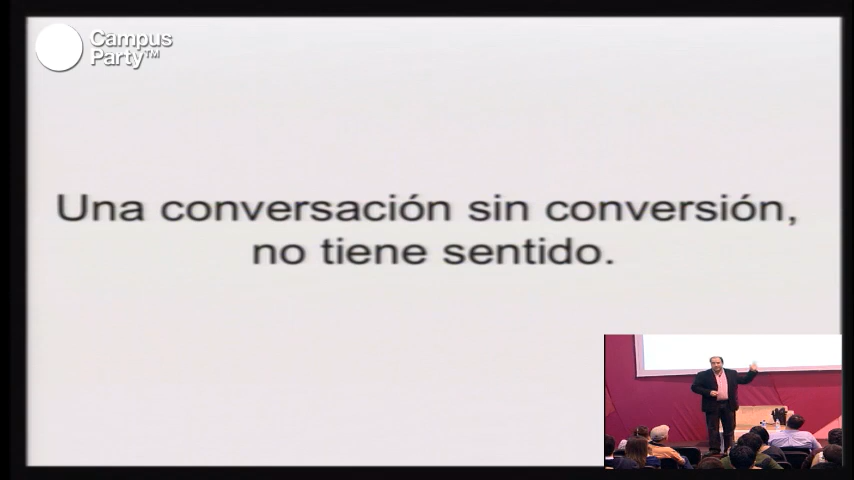 Campus
Party™
Una conversación sin conversión,
no tiene sentido.